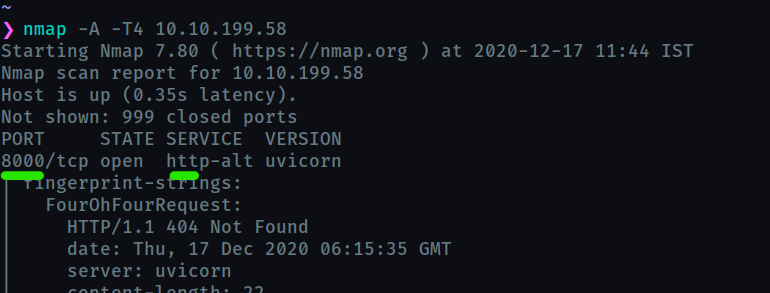 ~
❯ nmap -A -T4 10.10.199.58
Starting Nmap 7.80 ( https://nmap.org ) at 2020-12-17 11:44 IST
Nmap scan report for 10.10.199.58
Host is up (0.35s latency).
Not shown: 999 closed ports
PORT     STATE SERVICE  VERSION
8000/tcp open  http-alt uvicorn
| fingerprint-strings:
|   FourOhFourRequest:
|     HTTP/1.1 404 Not Found
|     date: Thu, 17 Dec 2020 06:15:35 GMT
|     server: uvicorn
|     content-length: 22